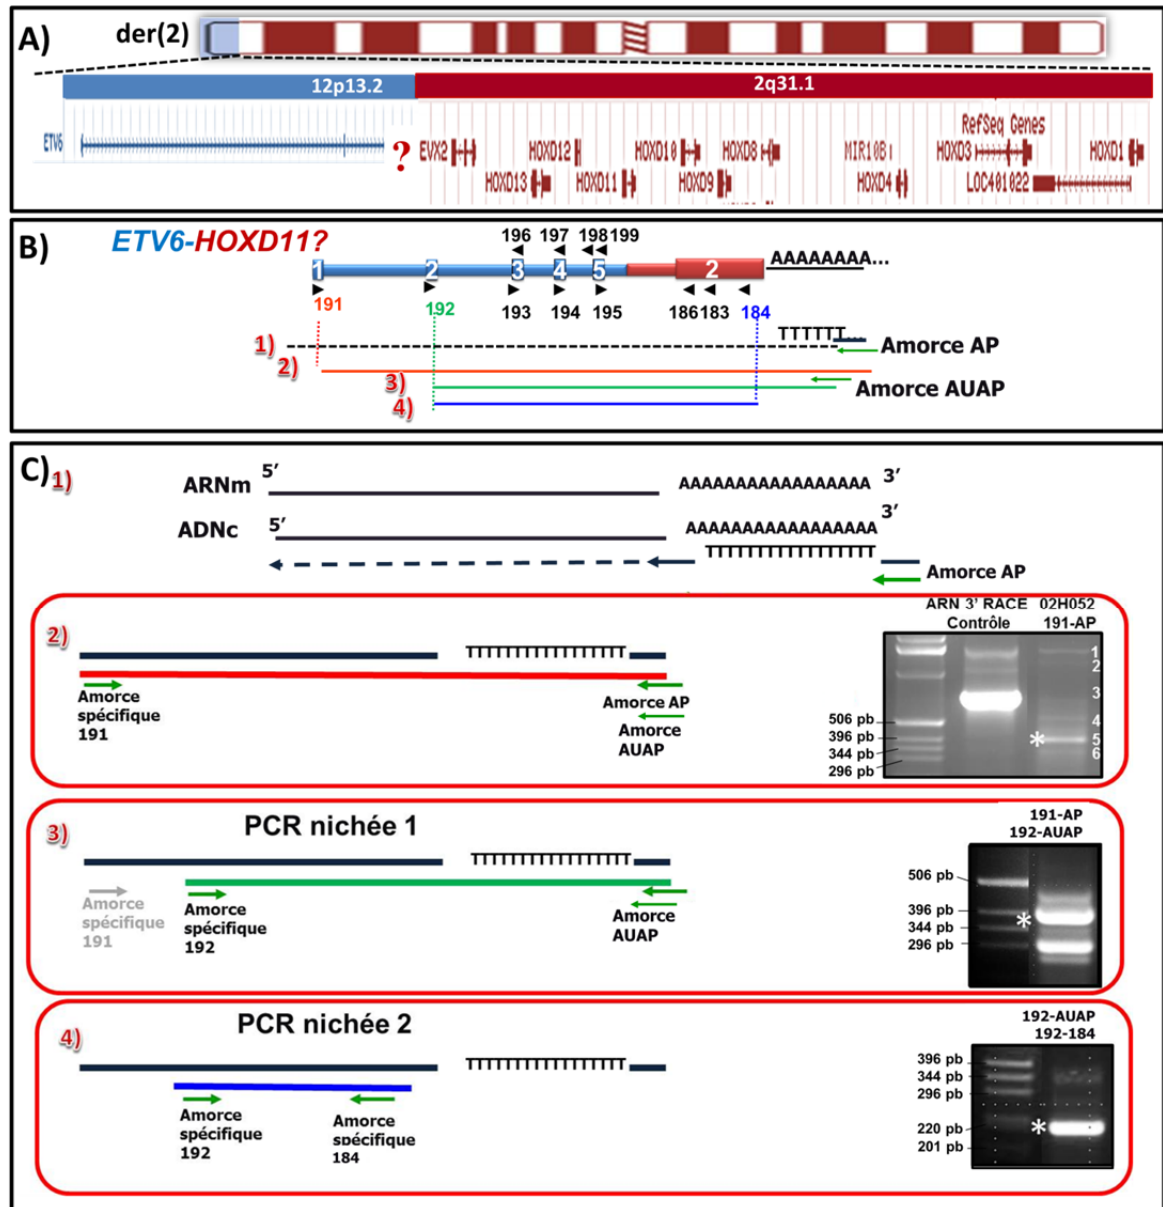 A)
der(2)
12p13.2
2q31.1
ETV6
?
EVX2
HOXD12
HOXD10
HOXD8
RefSeq Genes
MIR10B
HOXD3
HOXD1
HOXD13
HOXD11
HOXD9
HOXD4
LOC401022
B)
ETV6-HOXD11?
196 197 198 199
AAAAAAAA...
1 2 3 4 5 2
191 192 193 194 195 186 183 184
TTTTTT
1)
Amorce AP
2)
3)
Amorce AUAP
4)
C)
1)
5’
ARNm
AAAAAAAAAAAAAAAAA
3’
ADNc
5’
AAAAAAAAAAAAAAAAA
3’
TTTTTTTTTTTTTTTT
Amorce AP
2)
TTTTTTTTTTTTTTTT
Amorce
spécifique
191
Amorce AP
Amorce
AUAP
ARN 3’ RACE 02H052
Contrôle 191-AP
1
2
3
4
5
6
506 pb
396 pb
344 pb
296 pb
*
3)
PCR nichée 1
TTTTTTTTTTTTTTTT
Amorce
spécifique
191
Amorce
spécifique
192
Amorce
AUAP
191-AP
192-AUAP
506 pb
396 pb
344 pb
296 pb
*
4)
PCR nichée 2
TTTTTTTTTTTTTTTT
Amorce
spécifique
192
Amorce
spécifique
184
192-AUAP
192-184
396 pb
344 pb
296 pb
220 pb
201 pb
*